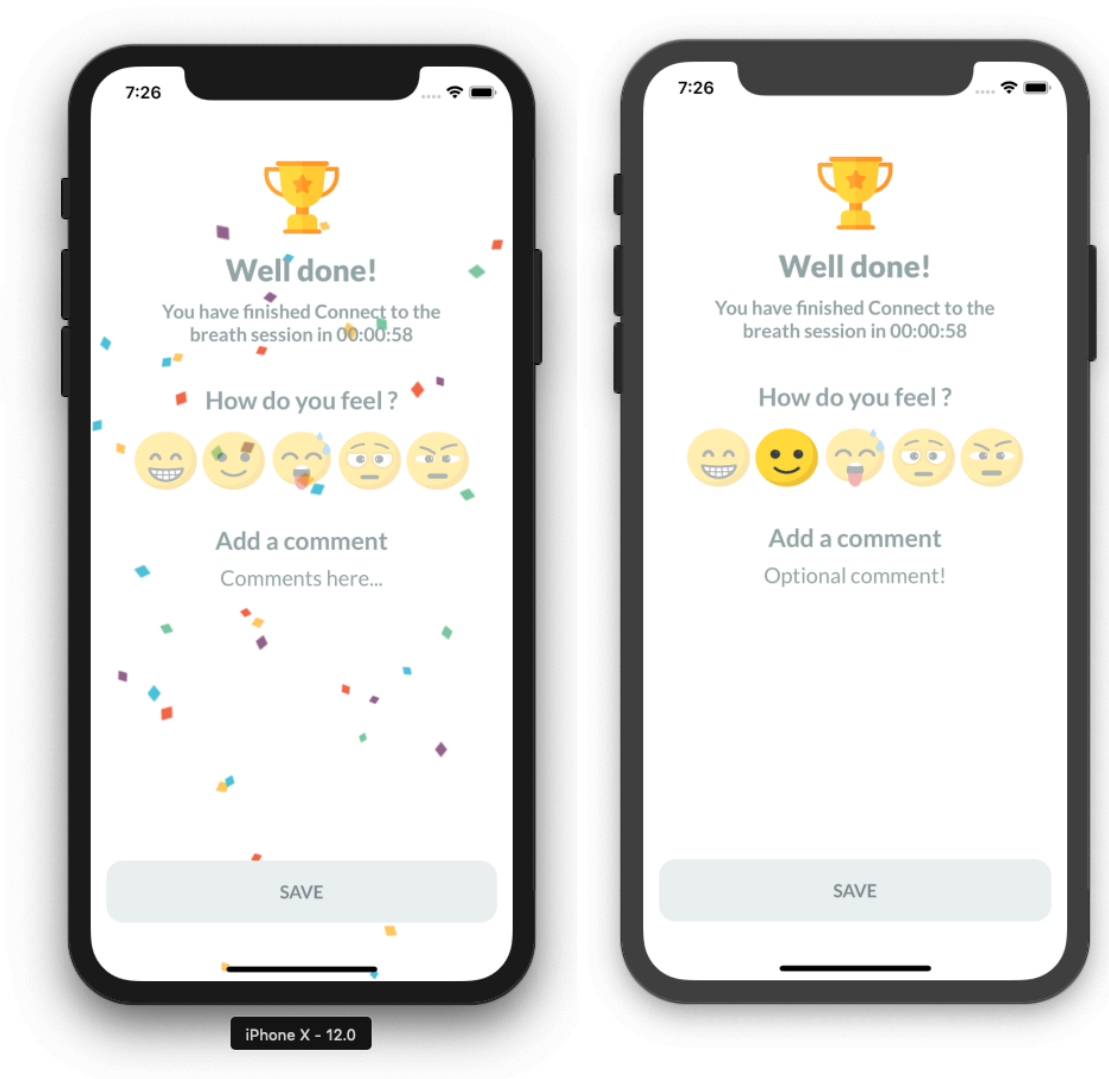 7:26
Well done!
You have finished Connect to the
breath session in 00:00:58
How do you feel ?
Add a comment
Comments here...
SAVE
iPhone X - 12.0
7:26
Well done!
You have finished Connect to the
breath session in 00:00:58
How do you feel ?
Add a comment
Optional comment!
SAVE